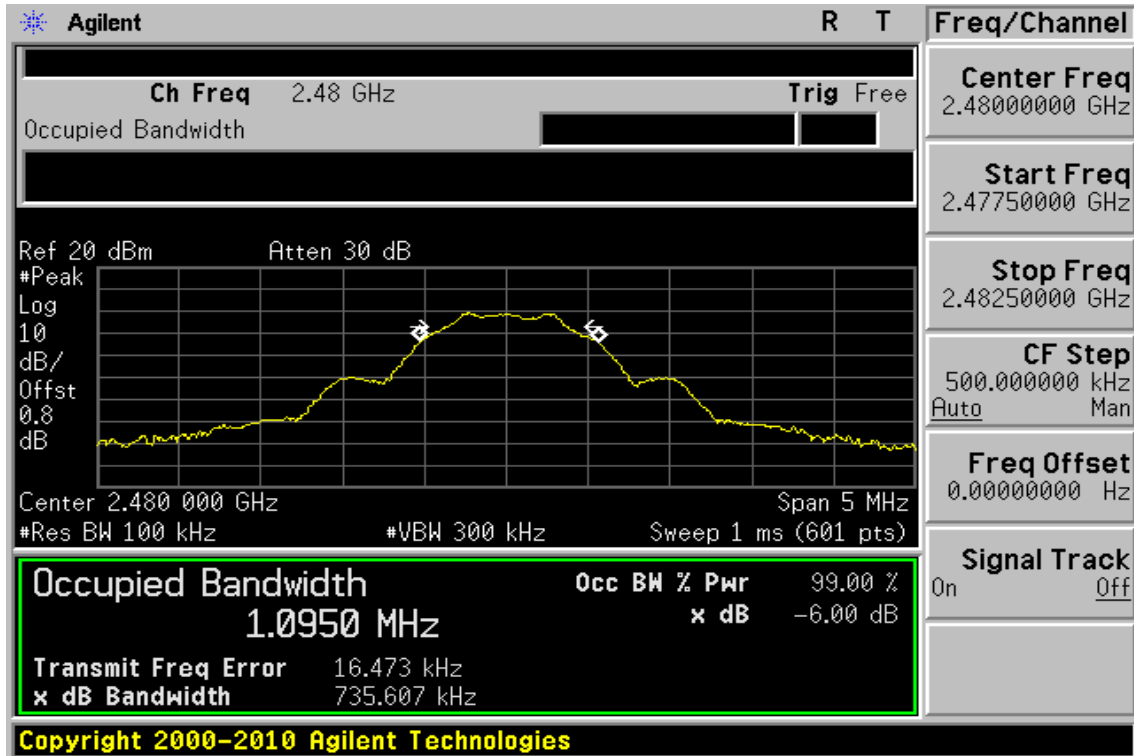 Agilent R T
Ch Freq 2.48 GHz Trig Free
Occupied Bandwidth
Ref 20 dBm Atten 30 dB
#Peak
Log
10
dB/
Offst
0.8
dB
Center 2.480 000 GHz Span 5 MHz
#Res BW 100 kHz #VBW 300 kHz Sweep 1 ms (601 pts)
Occupied Bandwidth
1.0950 MHz
Occ BW % Pwr 99.00 %
x dB -6.00 dB
Transmit Freq Error 16.473 kHz
x dB Bandwidth 735.607 kHz
Copyright 2000-2010 Agilent Technologies
Freq/Channel
Center Freq
2.48000000 GHz
Start Freq
2.47750000 GHz
Stop Freq
2.48250000 GHz
CF Step
500.000000 kHz
Auto Man
Freq Offset
0.00000000 Hz
Signal Track
On Off